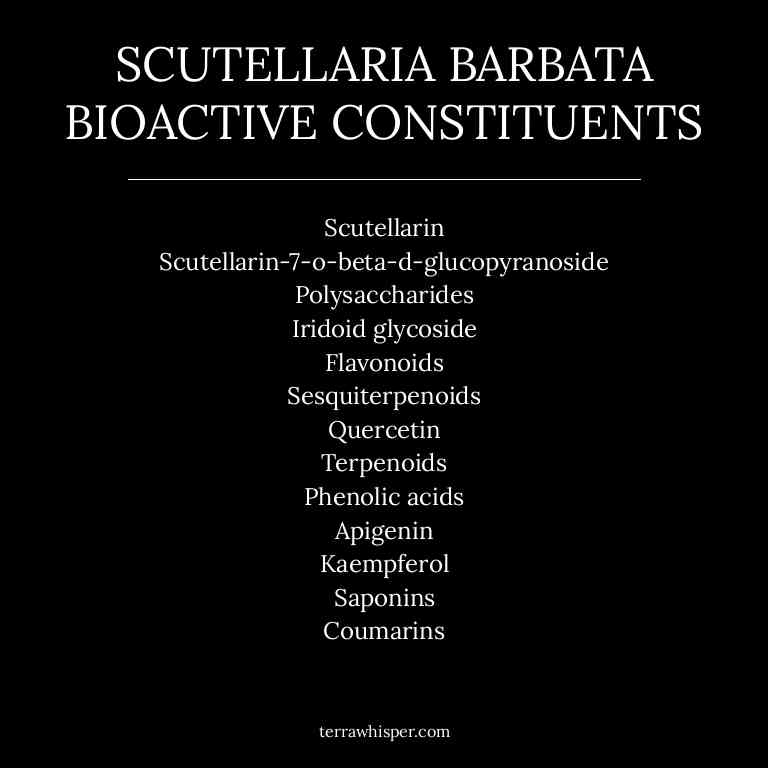 SCUTELLARIA BARBATA
BIOACTIVE CONSTITUENTS
Scutellarin
Scutellarin-7-o-beta-d-glucopyranoside
Polysaccharides
Iridoid glycoside
Flavonoids
Sesquiterpenoids
Quercetin
Terpenoids
Phenolic acids
Apigenin
Kaempferol
Saponins
Coumarins
terrawhisper.com